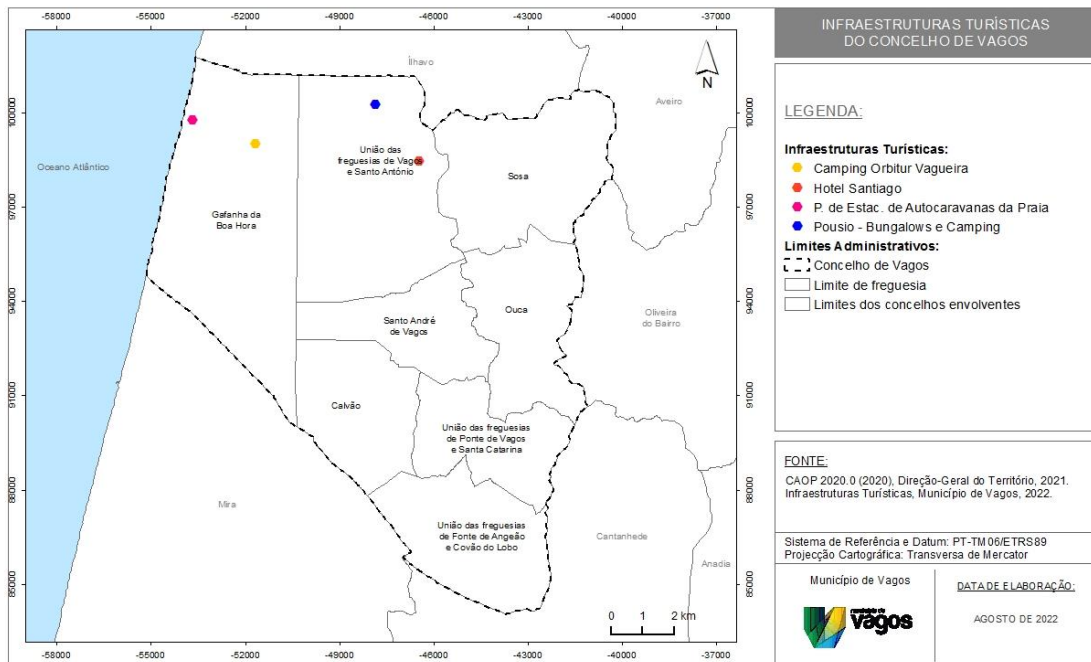 -58000 -55000 -52000 -49000 -46000 -43000 -40000 -37000
100000
97000
94000
91000
88000
85000
100000
97000
94000
91000
88000
85000
Ílhavo
N
Aveiro
Oceano Atlântico
União das
freguesias de Vagos
e Santo António
Sosa
Gafanha da
Boa Hora
Santo André
de Vagos
Ouca
Oliveira
do Bairro
Calvão
União das freguesias
de Ponte de Vagos
e Santa Catarina
Mira
União das freguesias
de Fonte de Angeão
e Covão do Lobo
Cantanhede
Anadia
0 1 2 km
-58000 -55000 -52000 -49000 -46000 -43000 -40000 -37000
INFRAESTRUTURAS TURÍSTICAS
DO CONCELHO DE VAGOS
LEGENDA:
Infraestruturas Turísticas:
Camping Orbitur Vagueira
Hotel Santiago
P. de Estac. de Autocaravanas da Praia
Pousio - Bungalows e Camping
Limites Administrativos:
Concelho de Vagos
Limite de freguesia
Limites dos concelhos envolventes
FONTE:
CAOP 2020.0 (2020), Direção-Geral do Território, 2021.
Infraestruturas Turísticas, Município de Vagos, 2022.
Sistema de Referência e Datum: PT-TM06/ETRS89
Projecção Cartográfica: Transversa de Mercator
Município de Vagos
município de
vagos
DATA DE ELABORAÇÃO:
AGOSTO DE 2022